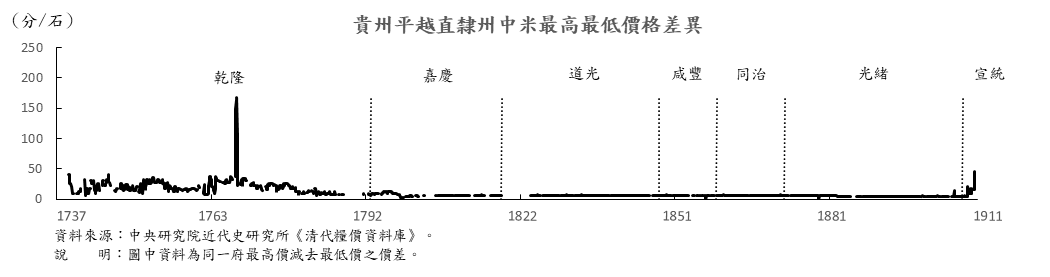 (分/石)
貴州平越直隸州中米最高最低價格差異
250
200
150
100
50
0
乾隆
嘉慶
道光
咸豐
同治
光緒
宣統
1737
1763
1792
1822
1851
1881
1911
資料來源：中央研究院近代史研究所《清代糧價資料庫》。
說　明：圖中資料為同一府最高價減去最低價之價差。